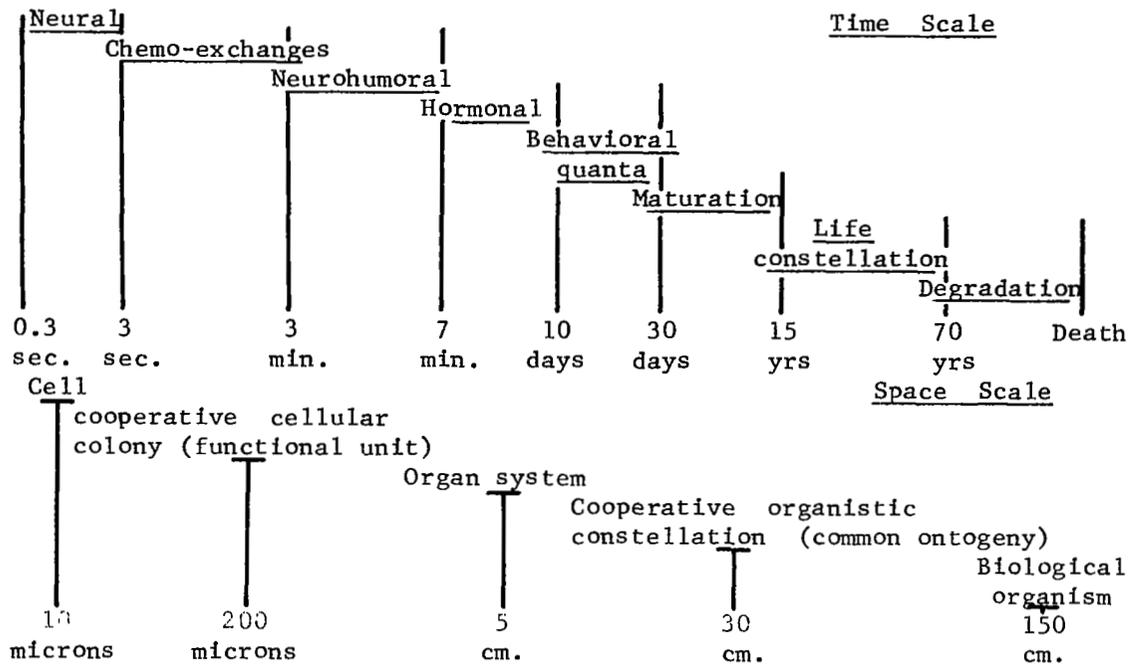 Neural
Time Scale
Chemo-exchanges
Neurohumoral
Hormonal
Behavioral
quanta
Maturation
Life
constellation
Degradation
0.3 3 3 7 10 30 15 70 Death
sec. sec. min. min. days days yrs yrs
Cell
Space Scale
cooperative cellular
colony (functional unit)
Organ system
Cooperative organistic
constellation (common ontogeny)
Biological
organism
10 200 5 30 150
microns microns cm. cm. cm.